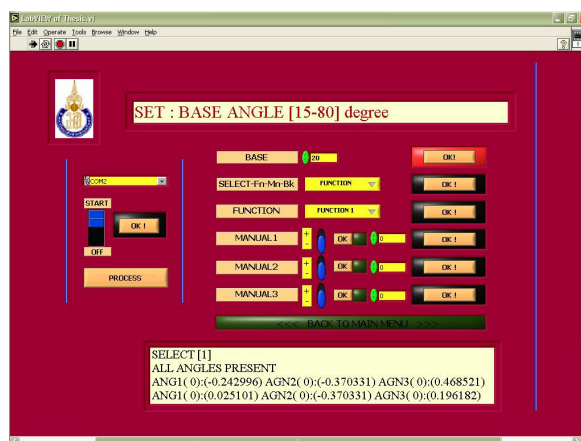 LabVIEW of Thesis.vi
File Edit Operate Tools Browse Window Help
SET : BASE ANGLE [15-80] degree
COM2
START
OK !
OFF
PROCESS
BASE 20 OK!
SELECT-Fn-Mn-Bk FUNCTION OK !
FUNCTION FUNCTION 1 OK !
MANUAL1 + - OK 0 OK !
MANUAL2 + - OK 0 OK !
MANUAL3 + - OK 0 OK !
<<< BACK TO MAIN MENU >>>
SELECT [1]
ALL ANGLES PRESENT
ANG1( 0):(-0.242996) AGN2( 0):(-0.370331) AGN3( 0):(0.468521)
ANG1( 0):(0.025101) AGN2( 0):(-0.370331) AGN3( 0):(0.196182)